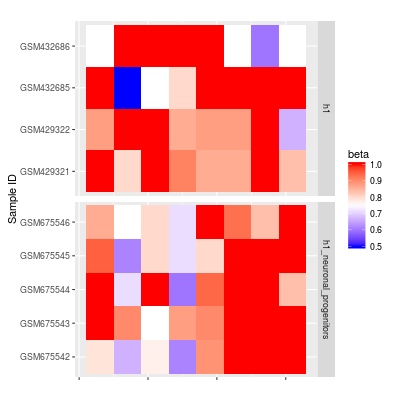 GSM432686
GSM432685
GSM429322
GSM429321
h1
GSM675546
GSM675545
GSM675544
GSM675543
GSM675542
h1_neuronal_progenitors
Sample ID
beta
1.0
0.9
0.8
0.7
0.6
0.5